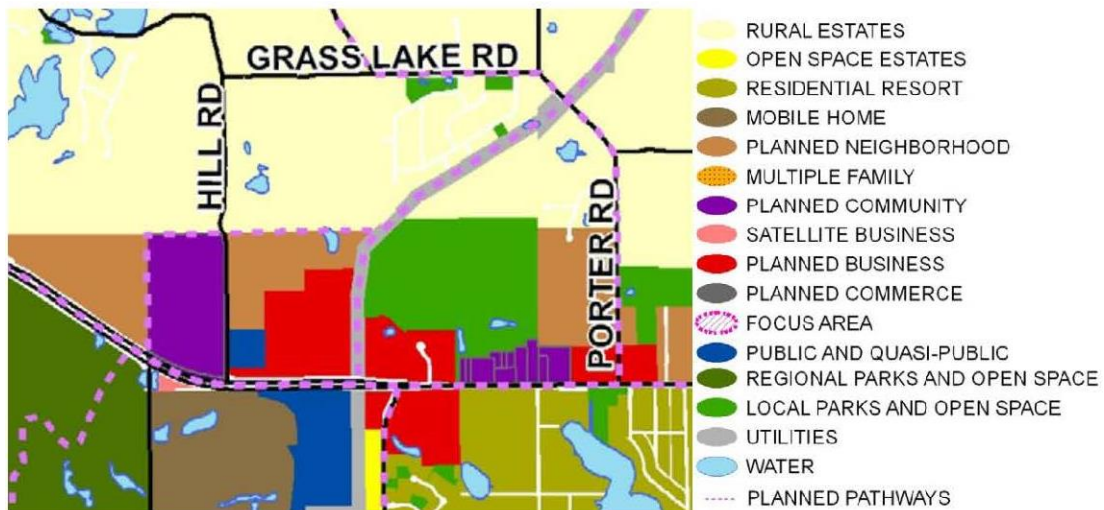 GRASS LAKE RD
HILL RD
PORTER RD
RURAL ESTATES
OPEN SPACE ESTATES
RESIDENTIAL RESORT
MOBILE HOME
PLANNED NEIGHBORHOOD
MULTIPLE FAMILY
PLANNED COMMUNITY
SATELLITE BUSINESS
PLANNED BUSINESS
PLANNED COMMERCE
FOCUS AREA
PUBLIC AND QUASI-PUBLIC
REGIONAL PARKS AND OPEN SPACE
LOCAL PARKS AND OPEN SPACE
UTILITIES
WATER
PLANNED PATHWAYS